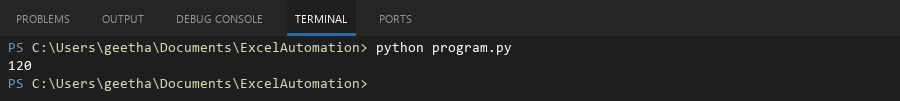 PROBLEMS OUTPUT DEBUG CONSOLE TERMINAL PORTS
PS C:\Users\geetha\Documents\ExcelAutomation> python program.py
120
PS C:\Users\geetha\Documents\ExcelAutomation>